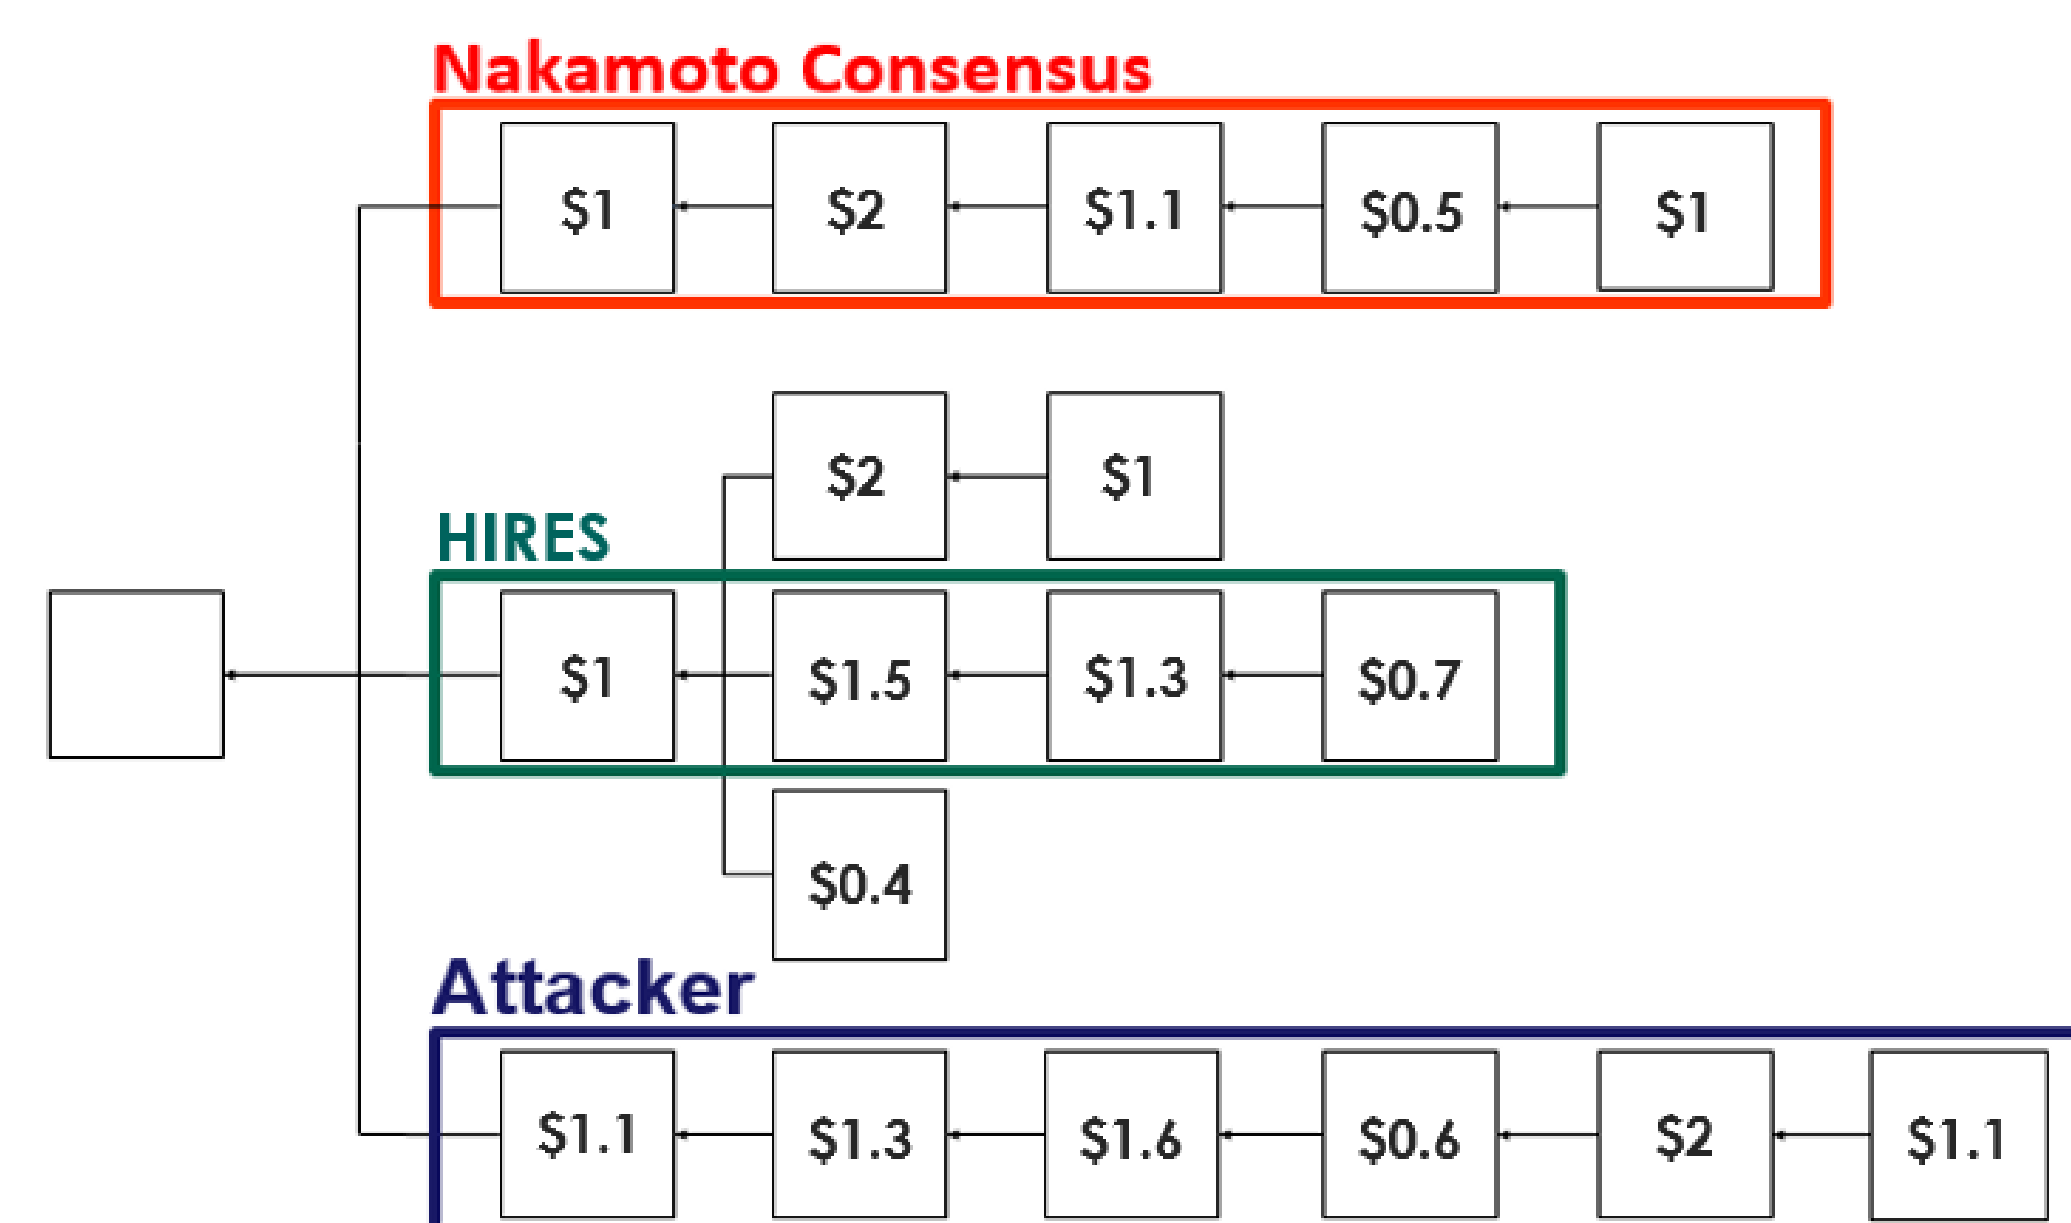 Nakamoto Consensus
$1 $2 $1.1 $0.5 $1
$2 $1
HIRES
$1 $1.5 $1.3 $0.7
$0.4
Attacker
$1.1 $1.3 $1.6 $0.6 $2 $1.1